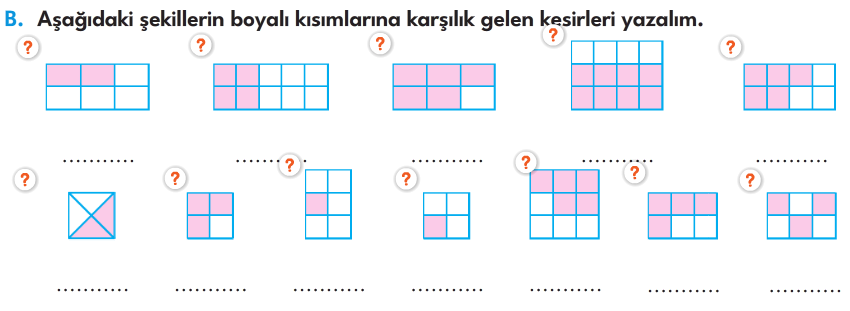 B. Aşağıdaki şekillerin boyalı kısımlarına karşılık gelen kesirleri yazalım.
? ? ? ? ?
........... ........... ........... ........... ...........
? ? ? ? ? ? ?
........... ........... ........... ........... ........... ........... ...........